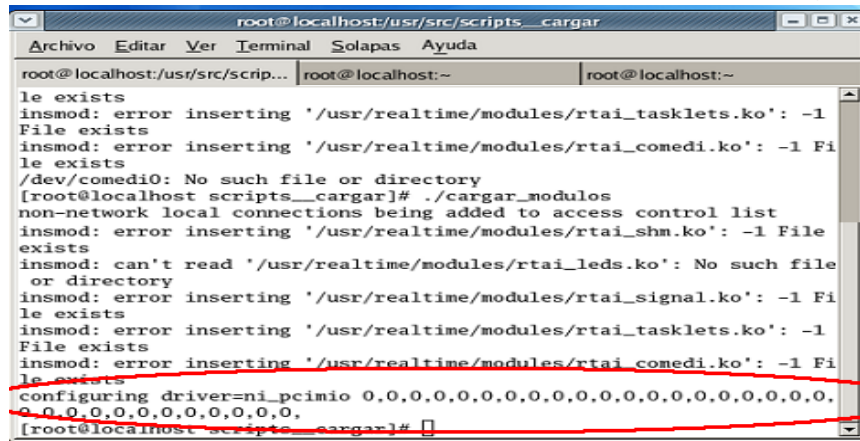 root@localhost:/usr/src/scripts__cargar
Archivo Editar Ver Terminal Solapas Ayuda
root@localhost:/usr/src/scrip... root@localhost:~ root@localhost:~
le exists
insmod: error inserting '/usr/realtime/modules/rtai_tasklets.ko': -1
File exists
insmod: error inserting '/usr/realtime/modules/rtai_comedi.ko': -1 Fi
le exists
/dev/comedi0: No such file or directory
[root@localhost scripts__cargar]# ./cargar_modulos
non-network local connections being added to access control list
insmod: error inserting '/usr/realtime/modules/rtai_shm.ko': -1 File
exists
insmod: can't read '/usr/realtime/modules/rtai_leds.ko': No such file
or directory
insmod: error inserting '/usr/realtime/modules/rtai_signal.ko': -1 Fi
le exists
insmod: error inserting '/usr/realtime/modules/rtai_tasklets.ko': -1
File exists
insmod: error inserting '/usr/realtime/modules/rtai_comedi.ko': -1 Fi
le exists
configuring driver=ni_pcimio 0,0,0,0,0,0,0,0,0,0,0,0,0,0,0,0,0,0,0,0,
0,0,0,0,0,0,0,0,0,0,0,0,
[root@localhost scripts__cargar]#